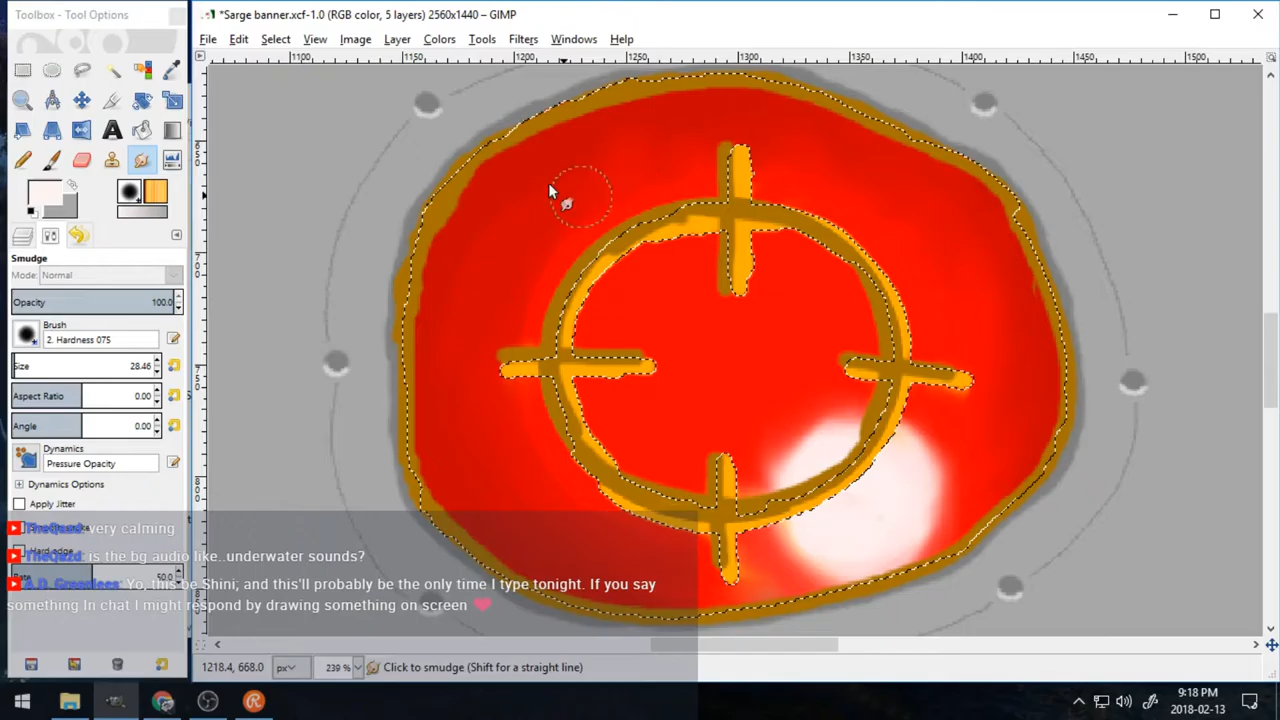 Toolbox - Tool Options
*Sarge banner.xcf-1.0 (RGB color, 5 layers) 2560x1440 – GIMP
File Edit Select View Image Layer Colors Tools Filters Windows Help
1100 1150 1200 1250 1300 1350 1400 1450 1500
Smudge
Mode: Normal
Opacity 100.0
Brush
2. Hardness 075
Size 28.46
Aspect Ratio 0.00
Angle 0.00
Dynamics
Pressure Opacity
Dynamics Options
Apply Jitter
very calming
Hard edge
is the bg audio like..underwater sounds?
Rate 50.0
Yo, this be Shini; and this'll probably be the only time I type tonight. If you say
something In chat I might respond by drawing something on screen
1218.4, 668.0 px 239 % Click to smudge (Shift for a straight line)
9:18 PM
2018-02-13